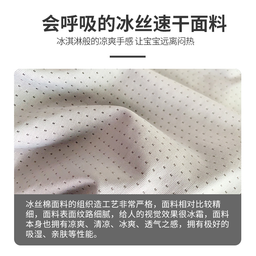 会呼吸的冰丝速干面料
冰淇淋般的凉爽手感 让宝宝远离闷热
冰丝棉面料的组织造工艺非常严格，面料相对比较精
细，面料表面纹路细腻，给人的视觉效果很冰霜，面料
本身也拥有凉爽、清凉、冰爽、透气之感，拥有极好的
吸湿、亲肤等性能。